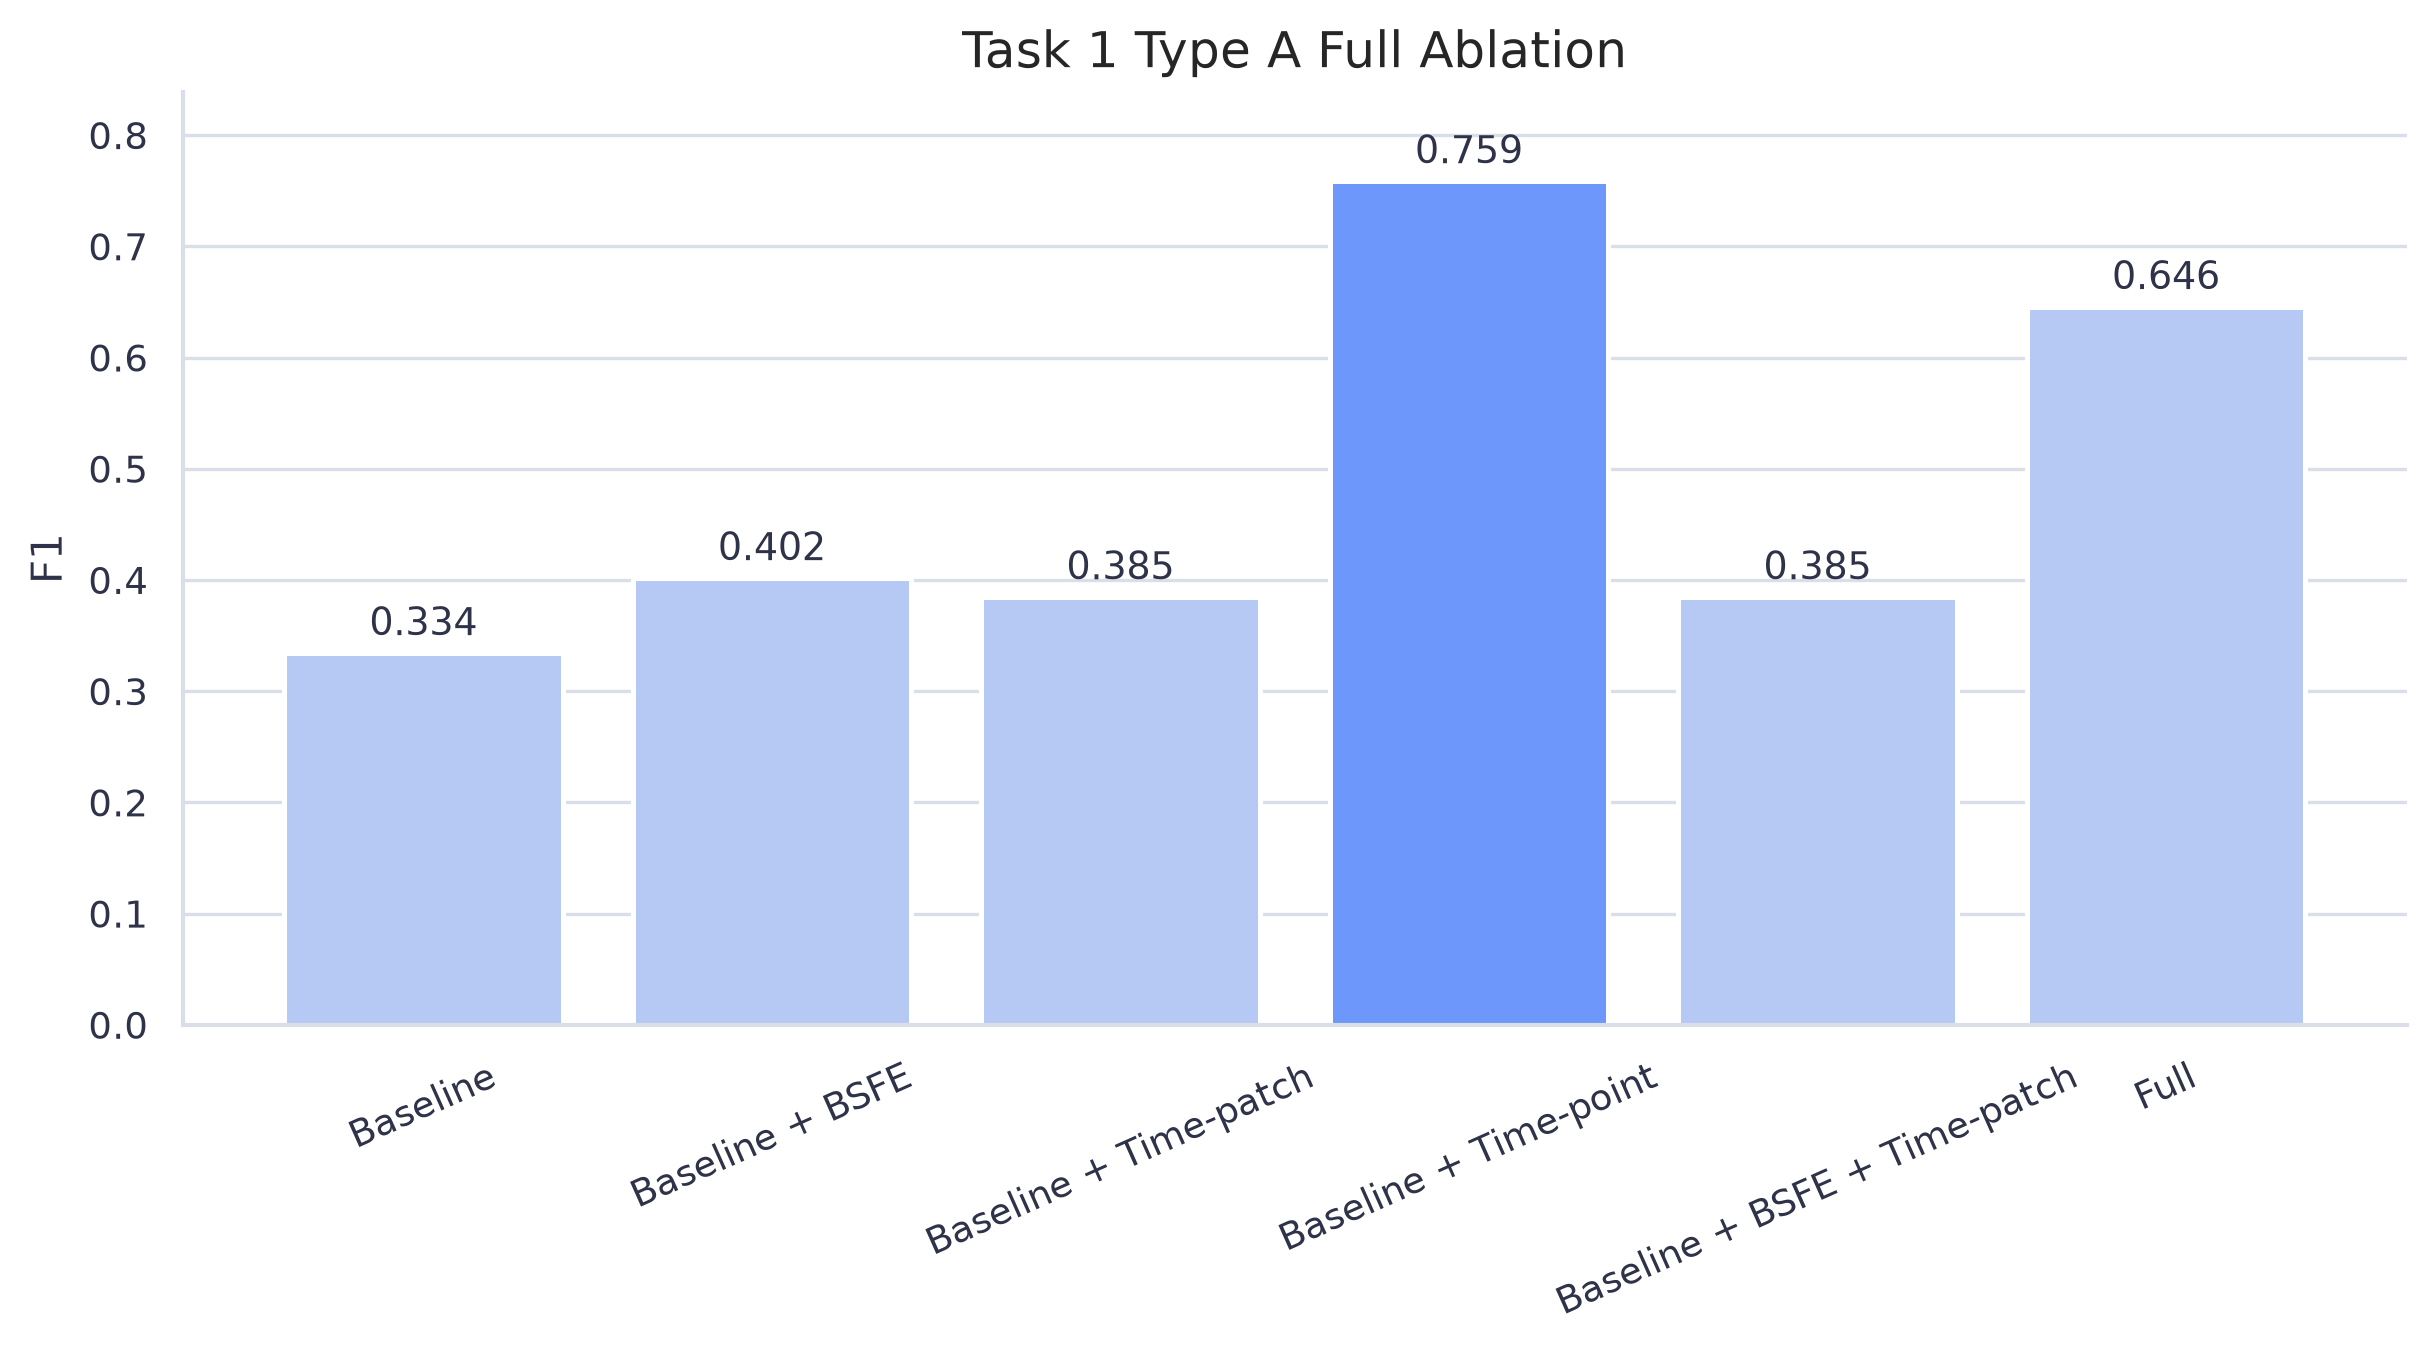 Task 1 Type A Full Ablation
F1
0.8
0.7
0.6
0.5
0.4
0.3
0.2
0.1
0.0
0.334
0.402
0.385
0.759
0.385
0.646
Baseline
Baseline + BSFE
Baseline + Time-patch
Baseline + Time-point
Baseline + BSFE + Time-patch
Full